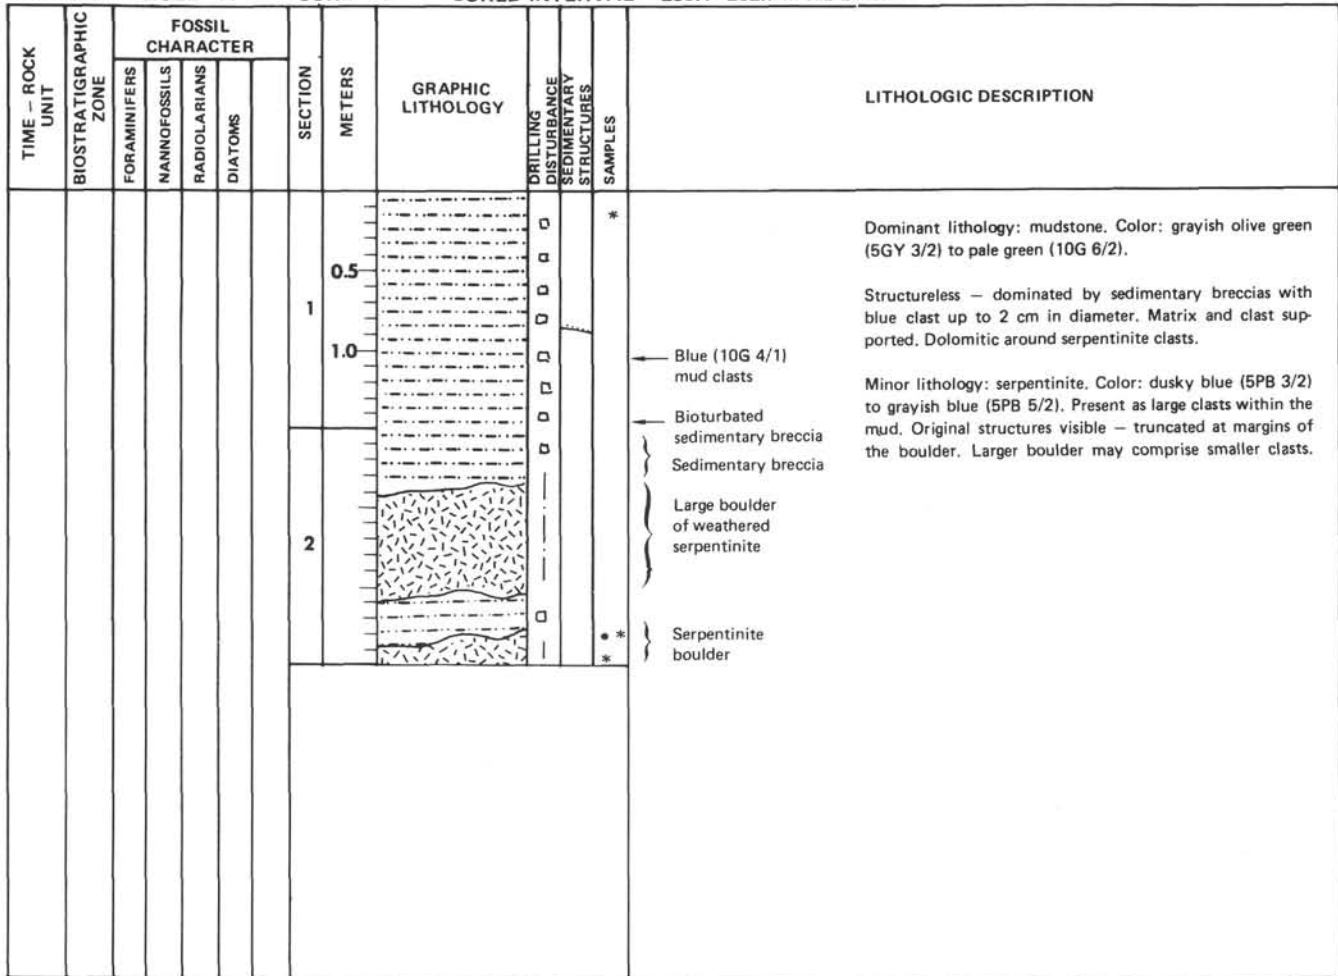 TIME – ROCK
UNIT
BIOSTRATIGRAPHIC
ZONE
FOSSIL
CHARACTER
FORAMINIFERS
NANNOFOSSILS
RADIOLARIANS
DIATOMS
SECTION
METERS
GRAPHIC
LITHOLOGY
DRILLING
DISTURBANCE
SEDIMENTARY
STRUCTURES
SAMPLES
LITHOLOGIC DESCRIPTION
1
0.5
1.0
2
*
• *
*
Blue (10G 4/1)
mud clasts
Bioturbated
sedimentary breccia
Sedimentary breccia
Large boulder
of weathered
serpentinite
Serpentinite
boulder
Dominant lithology: mudstone. Color: grayish olive green
(5GY 3/2) to pale green (10G 6/2).
Structureless – dominated by sedimentary breccias with
blue clast up to 2 cm in diameter. Matrix and clast sup-
ported. Dolomitic around serpentinite clasts.
Minor lithology: serpentinite. Color: dusky blue (5PB 3/2)
to grayish blue (5PB 5/2). Present as large clasts within the
mud. Original structures visible – truncated at margins of
the boulder. Larger boulder may comprise smaller clasts.